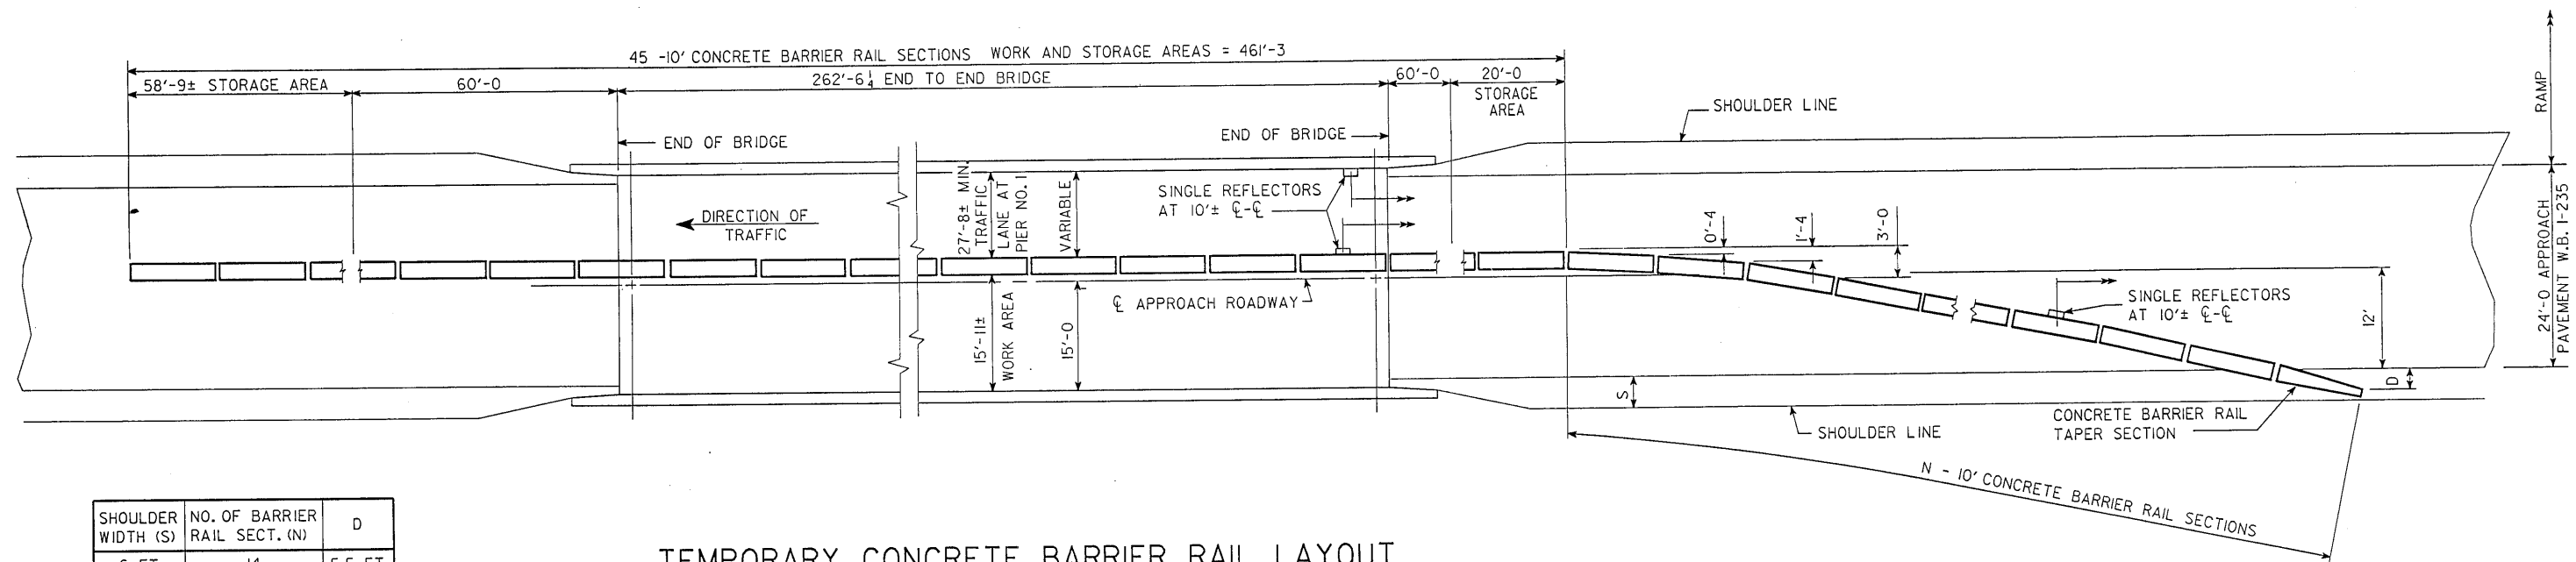 45 -10' CONCRETE BARRIER RAIL SECTIONS WORK AND STORAGE AREAS = 461'-3
58'-9± STORAGE AREA
60'-0
262'-6 1/4 END TO END BRIDGE
60'-0
20'-0
STORAGE
AREA
SHOULDER LINE
RAMP
END OF BRIDGE
END OF BRIDGE
DIRECTION OF
TRAFFIC
27'-8± MIN.
TRAFFIC
LANE AT
PIER NO. 1
VARIABLE
SINGLE REFLECTORS
AT 10'± ℄-℄
0'-4
1'-4
3'-0
℄ APPROACH ROADWAY
15'-11±
WORK AREA
15'-0
SINGLE REFLECTORS
AT 10'± ℄-℄
12'
24'-0 APPROACH
PAVEMENT W.B. I-235
S
D
SHOULDER LINE
CONCRETE BARRIER RAIL
TAPER SECTION
N - 10' CONCRETE BARRIER RAIL SECTIONS
SHOULDER WIDTH (S)
NO. OF BARRIER RAIL SECT. (N)
D
14
TEMPORARY CONCRETE BARRIER RAIL LAYOUT